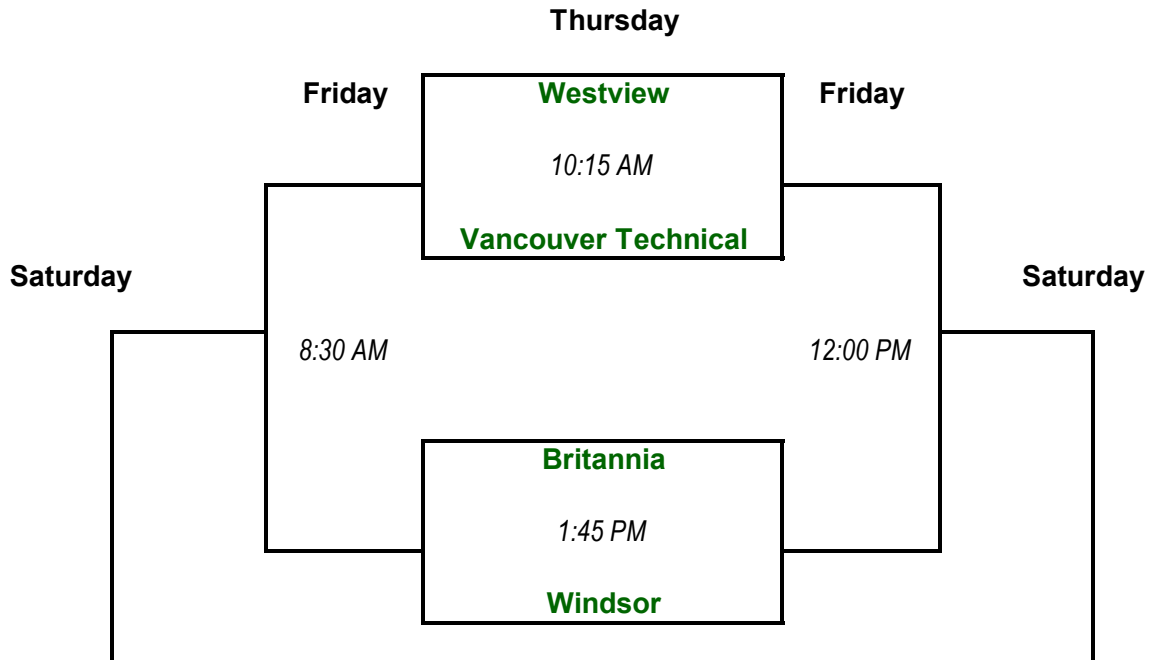 Thursday
Friday
Westview
Friday
10:15 AM
Vancouver Technical
Saturday
Saturday
8:30 AM
12:00 PM
Britannia
1:45 PM
Windsor